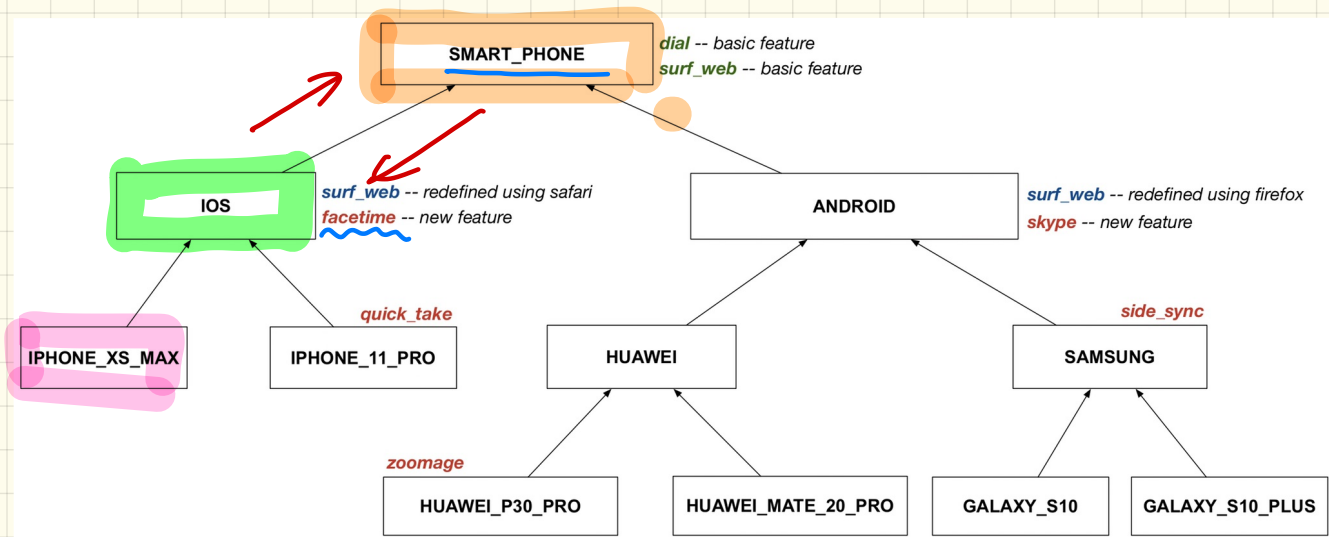 SMART_PHONE
dial -- basic feature
surf_web -- basic feature
IOS
surf_web -- redefined using safari
facetime -- new feature
ANDROID
surf_web -- redefined using firefox
skype -- new feature
IPHONE_XS_MAX
quick_take
IPHONE_11_PRO
HUAWEI
side_sync
SAMSUNG
zoomage
HUAWEI_P30_PRO
HUAWEI_MATE_20_PRO
GALAXY_S10
GALAXY_S10_PLUS